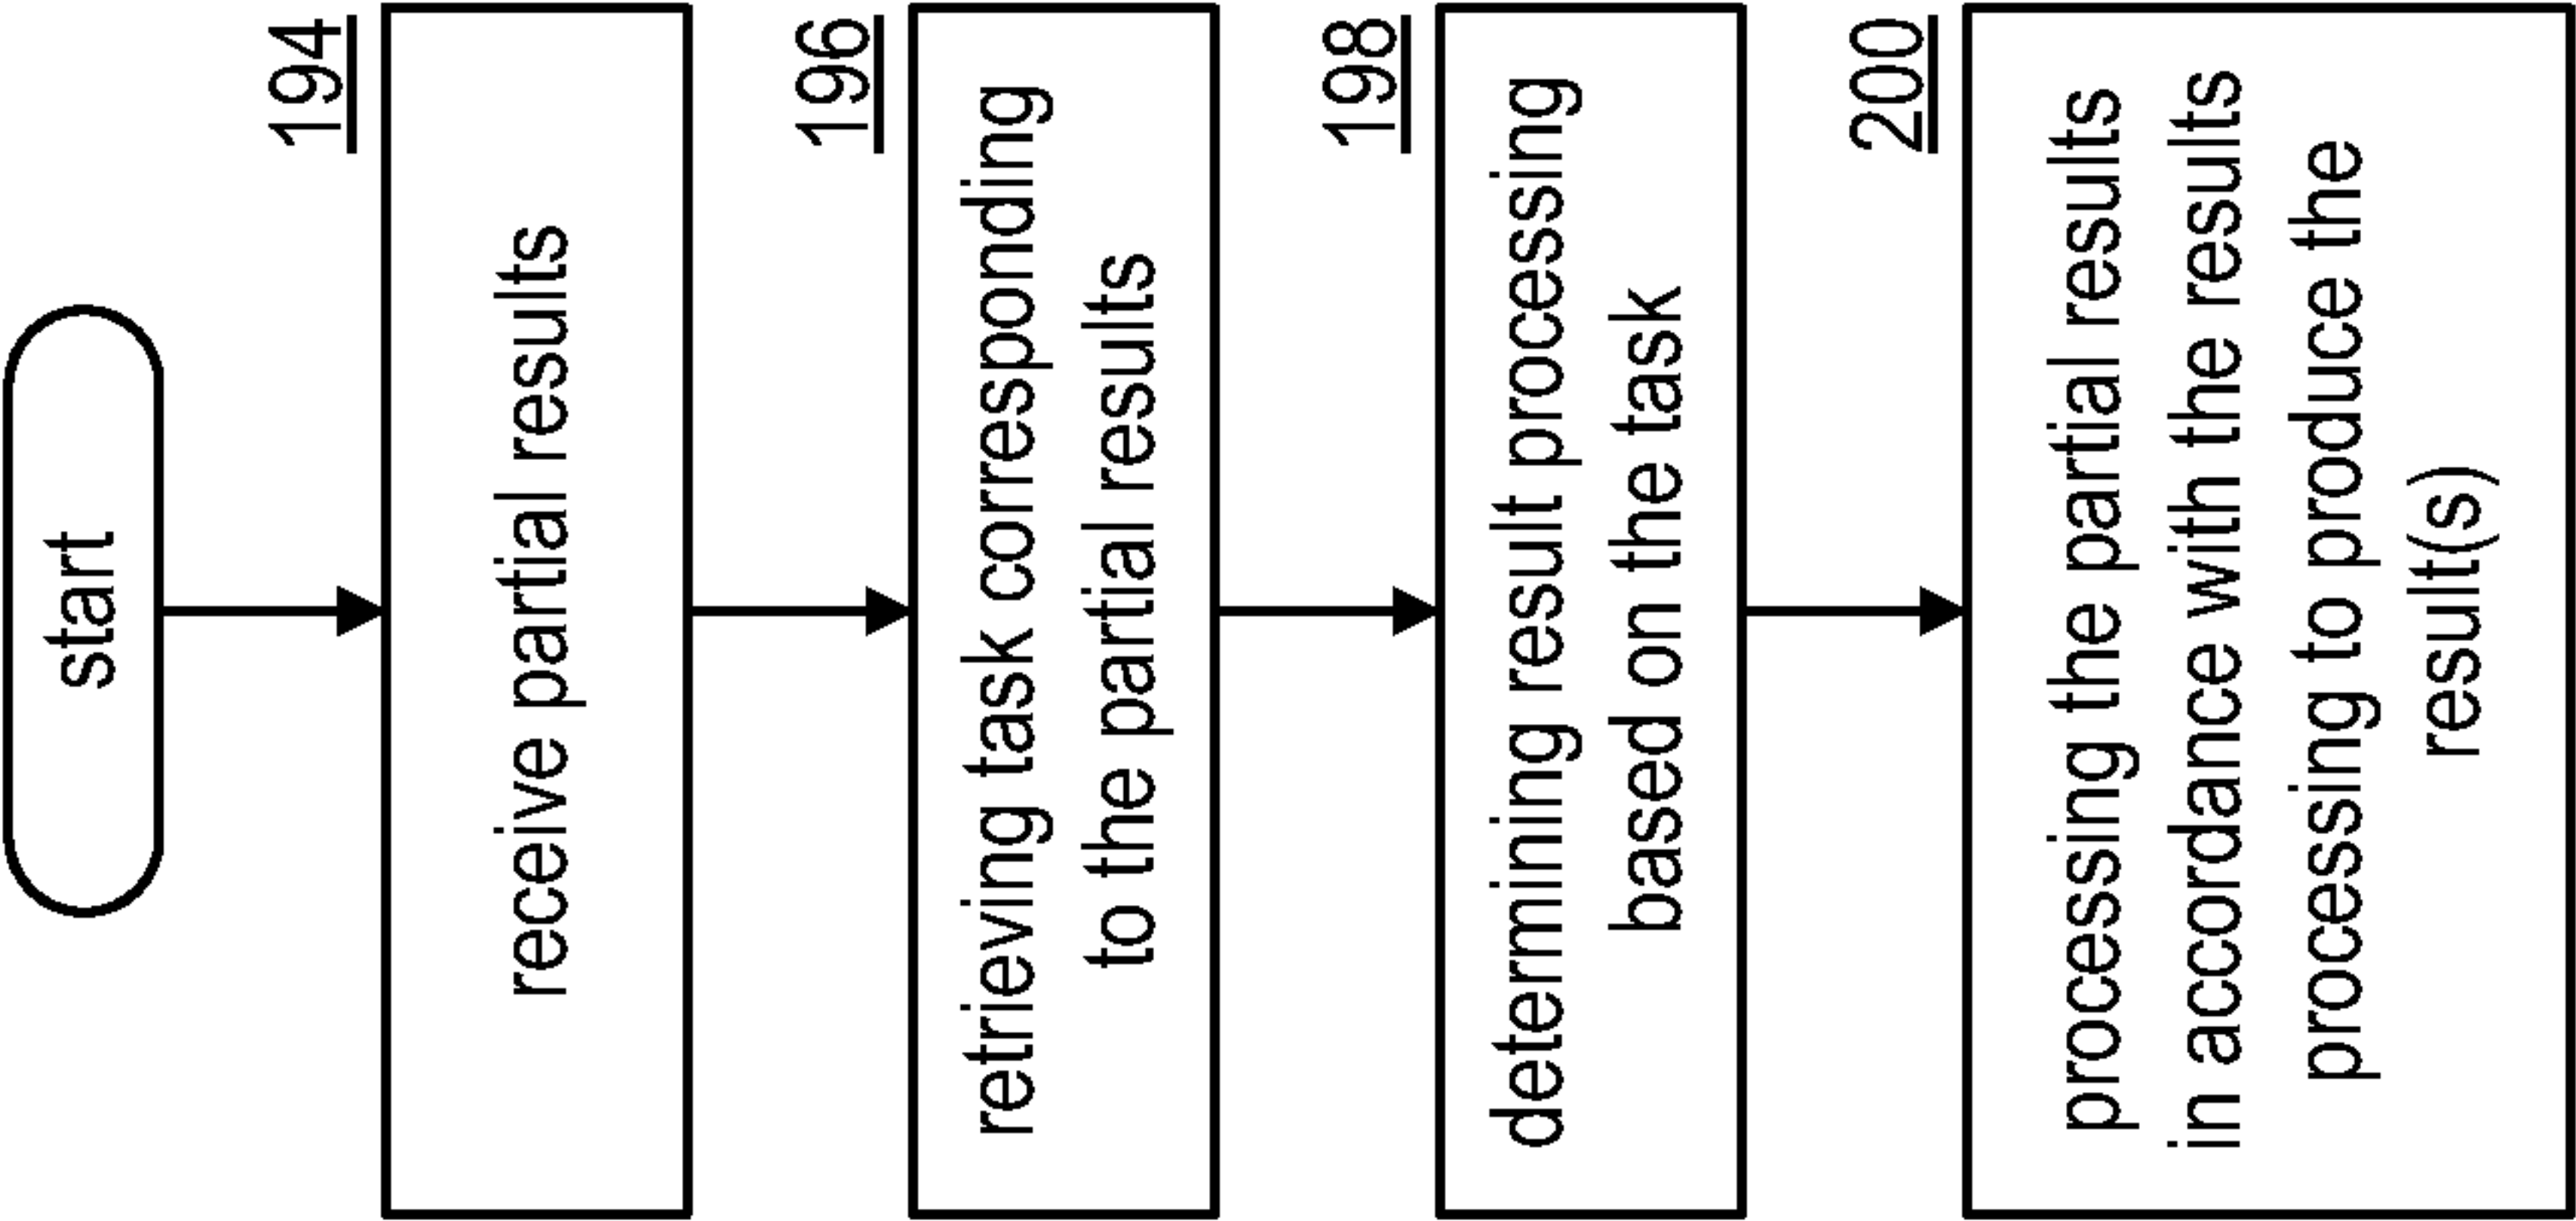 start
194
receive partial results
196
retrieving task corresponding
to the partial results
198
determining result processing
based on the task
200
processing the partial results
in accordance with the results
processing to produce the
result(s)